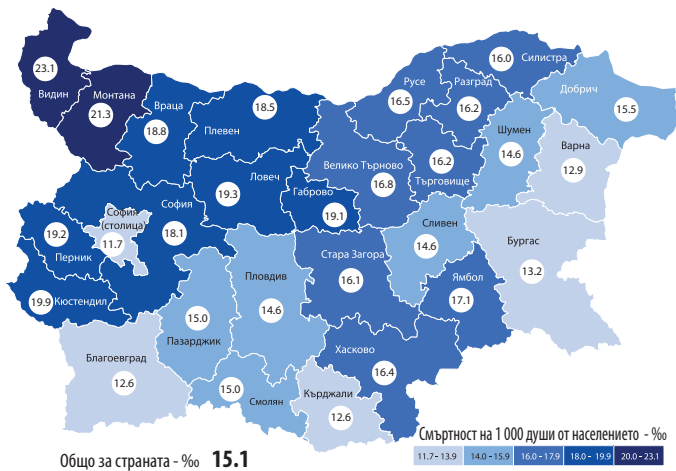 23.1
Видин
Монтана
21.3
Враца
18.8
Плевен
18.5
Русе
16.5
Разград
16.2
16.0
Силистра
Добрич
15.5
Шумен
14.6
Варна
12.9
Велико Търново
16.8
16.2
Търговище
Ловеч
19.3
Габрово
19.1
София
(столица)
11.7
София
18.1
19.2
Перник
19.9
Кюстендил
Сливен
14.6
Бургас
13.2
Стара Загора
16.1
Ямбол
17.1
Пловдив
14.6
15.0
Пазарджик
Благоевград
12.6
15.0
Смолян
Кърджали
12.6
Хасково
16.4
Общо за страната - ‰ 15.1
Смъртност на 1 000 души от населението - ‰
11.7 – 13.9 14.0 – 15.9 16.0 – 17.9 18.0 – 19.9 20.0 – 23.1